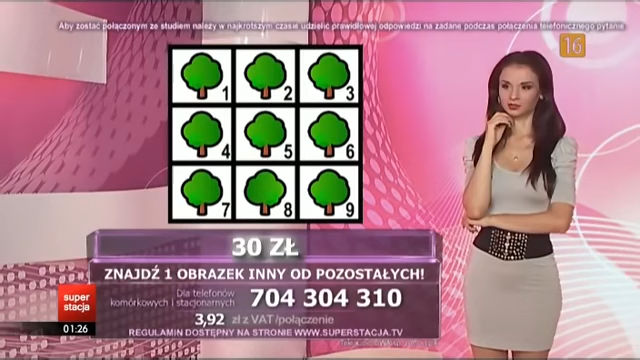 Aby zostać połączonym ze studiem należy w najkrótszym czasie udzielić prawidłowej odpowiedzi na zadane podczas połączenia telefonicznego pytanie
16
1 2 3
4 5 6
7 8 9
30 ZŁ
ZNAJDŹ 1 OBRAZEK INNY OD POZOSTAŁYCH!
Dla telefonów
komórkowych i stacjonarnych
704 304 310
3,92 zł z VAT/połączenie
REGULAMIN DOSTĘPNY NA STRONIE WWW.SUPERSTACJA.TV
super
stacja
01:26